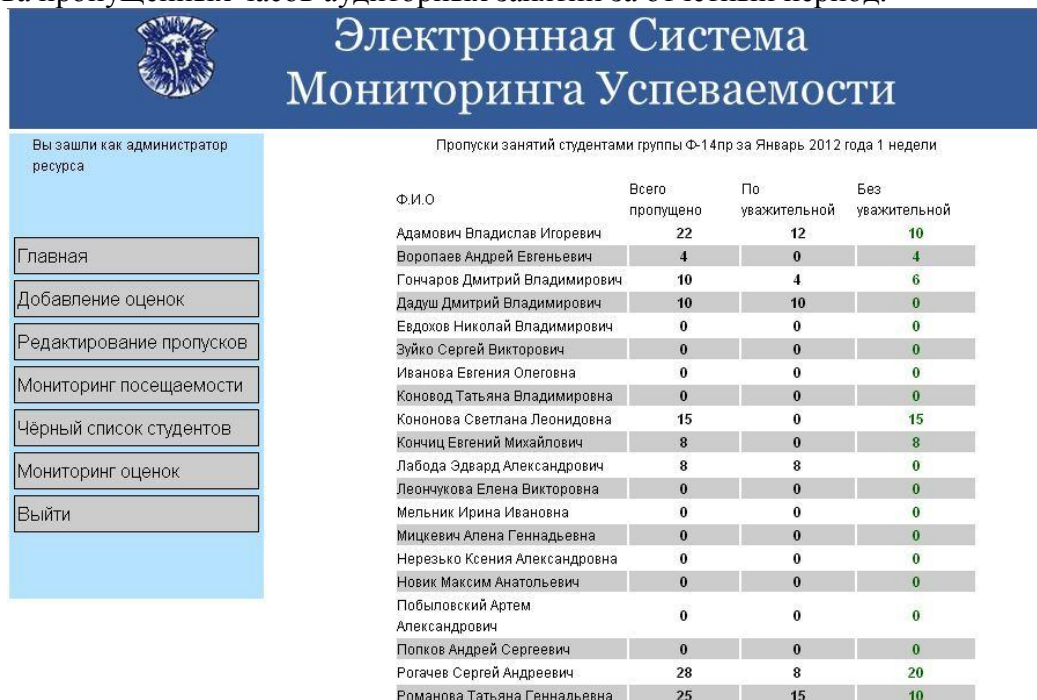 ва пропущенных часов аудиторных занятий за отчетный период.
Электронная Система
Мониторинга Успеваемости
Вы зашли как администратор
ресурса
Главная
Добавление оценок
Редактирование пропусков
Мониторинг посещаемости
Чёрный список студентов
Мониторинг оценок
Выйти
Пропуски занятий студентами группы Ф-14пр за Январь 2012 года 1 недели
Ф.И.О Всего пропущено По уважительной Без уважительной
Адамович Владислав Игоревич 22 12 10
Воропаев Андрей Евгеньевич 4 0 4
Гончаров Дмитрий Владимирович 10 4 6
Дадуш Дмитрий Владимирович 10 10 0
Евдохов Николай Владимирович 0 0 0
Зуйко Сергей Викторович 0 0 0
Иванова Евгения Олеговна 0 0 0
Коновод Татьяна Владимировна 0 0 0
Кононова Светлана Леонидовна 15 0 15
Кончиц Евгений Михайлович 8 0 8
Лабода Эдвард Александрович 8 8 0
Леончукова Елена Викторовна 0 0 0
Мельник Ирина Ивановна 0 0 0
Мицкевич Алена Геннадьевна 0 0 0
Нерезько Ксения Александровна 0 0 0
Новик Максим Анатольевич 0 0 0
Побыловский Артем
Александрович 0 0 0
Попков Андрей Сергеевич 0 0 0
Рогачев Сергей Андреевич 28 8 20
Романова Татьяна Геннадьевна 25 15 10